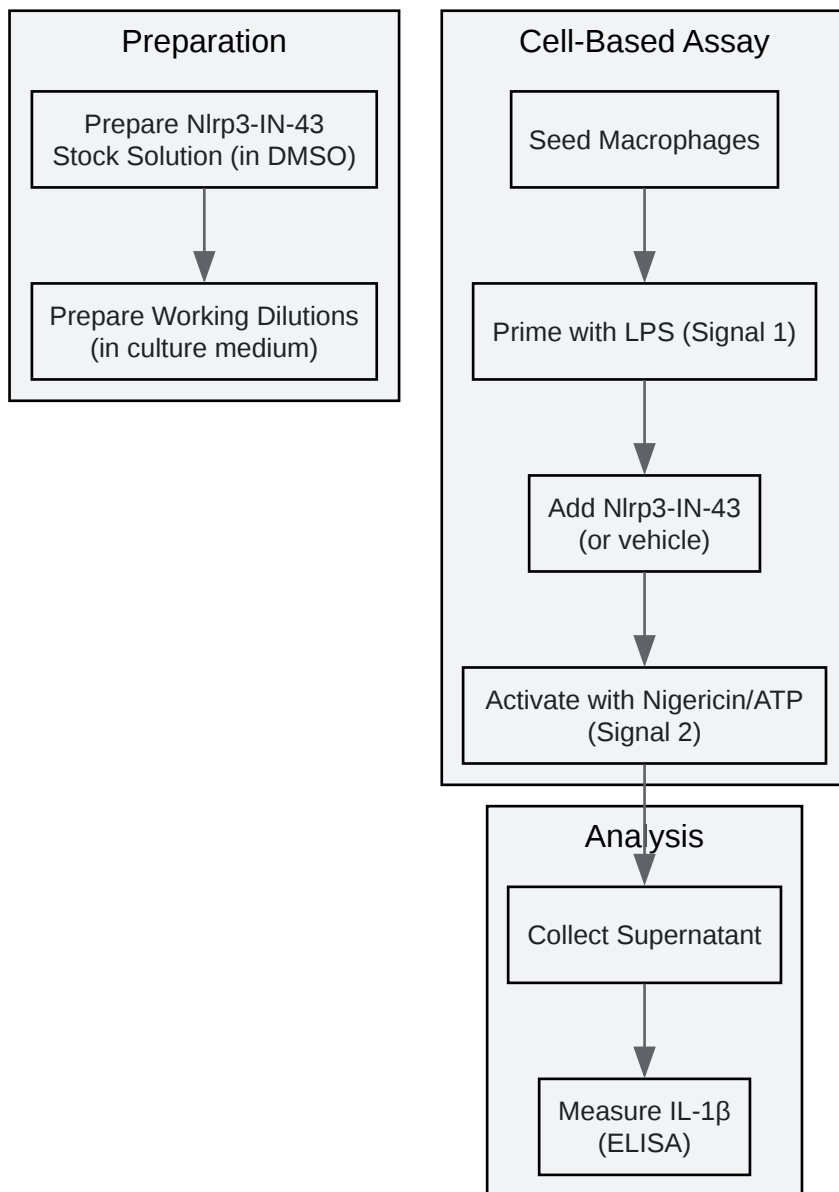 Preparation
Prepare Nlrp3-IN-43
Stock Solution (in DMSO)
Prepare Working Dilutions
(in culture medium)
Cell-Based Assay
Seed Macrophages
Prime with LPS (Signal 1)
Add Nlrp3-IN-43
(or vehicle)
Activate with Nigericin/ATP
(Signal 2)
Analysis
Collect Supernatant
Measure IL-1β
(ELISA)